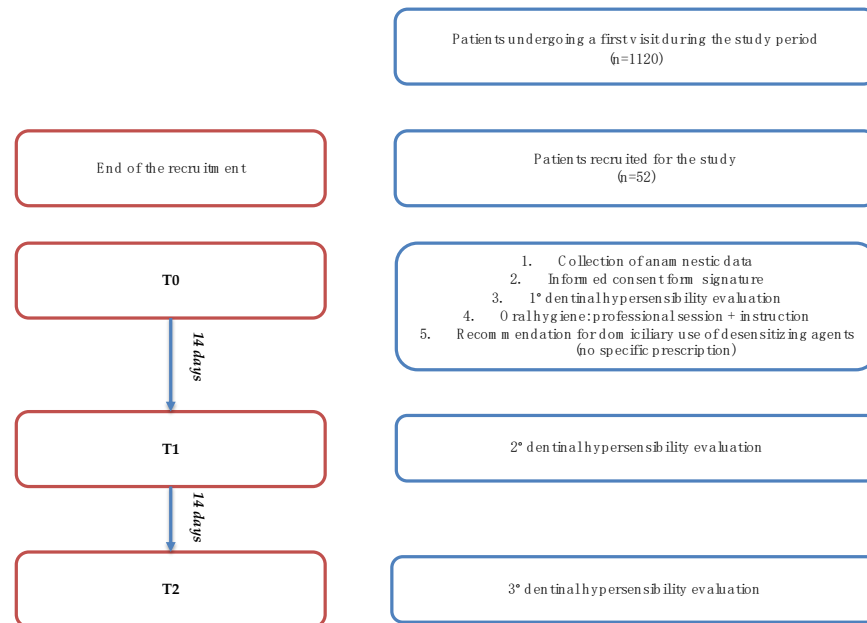 Patients undergoing a first visit during the study period
(n=1120)
End of the recruitment
Patients recruited for the study
(n=52)
T0
1. Collection of anamnestic data
2. Informed consent form signature
3. 1° dentinal hypersensibility evaluation
4. Oral hygiene: professional session + instruction
5. Recommendation for domiciliary use of desensitizing agents
(no specific prescription)
14 days
T1
2° dentinal hypersensibility evaluation
14 days
T2
3° dentinal hypersensibility evaluation